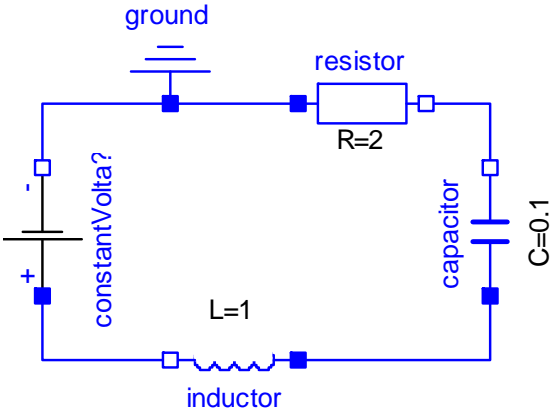 ground
resistor
R=2
-
constantVolta?
+
capacitor
C=0.1
L=1
inductor